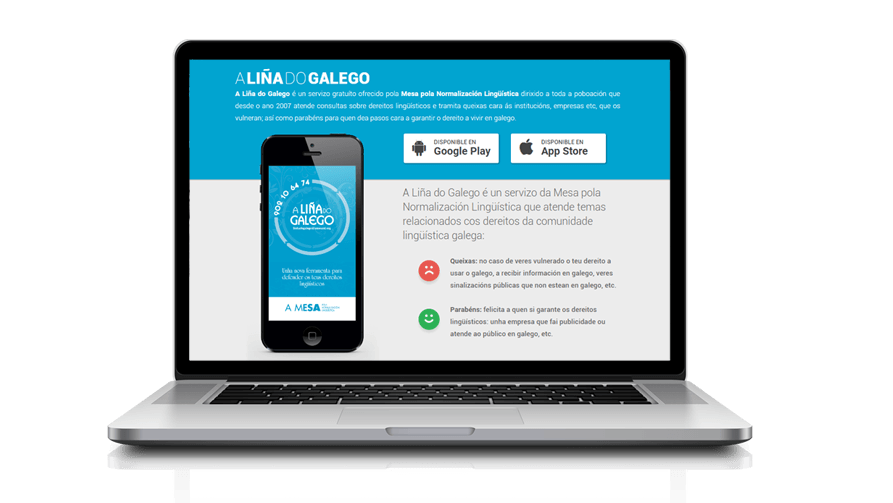 A LIÑA DO GALEGO
A Liña do Galego é un servizo gratuíto ofrecido pola Mesa pola Normalización Lingüística dirixido a toda a poboación que
desde o ano 2007 atende consultas sobre dereitos lingüísticos e tramita queixas cara ás institucións, empresas etc, que os
vulneran; así como parabéns para quen dea pasos cara a garantir o dereito a vivir en galego.
DISPOÑIBLE EN
Google Play
DISPOÑIBLE EN
App Store
902 10 64 74
A LIÑA DO
GALEGO
Unha nova ferramenta para
defender os teus dereitos
lingüísticos
A MESA
A Liña do Galego é un servizo da Mesa pola
Normalización Lingüística que atende temas
relacionados cos dereitos da comunidade
lingüística galega:
Queixas: no caso de veres vulnerado o teu dereito a
usar o galego, a recibir información en galego, veres
sinalizacións públicas que non estean en galego, etc.
Parabéns: felicita a quen si garante os dereitos
lingüísticos: unha empresa que fai publicidade ou
atende ao público en galego, etc.